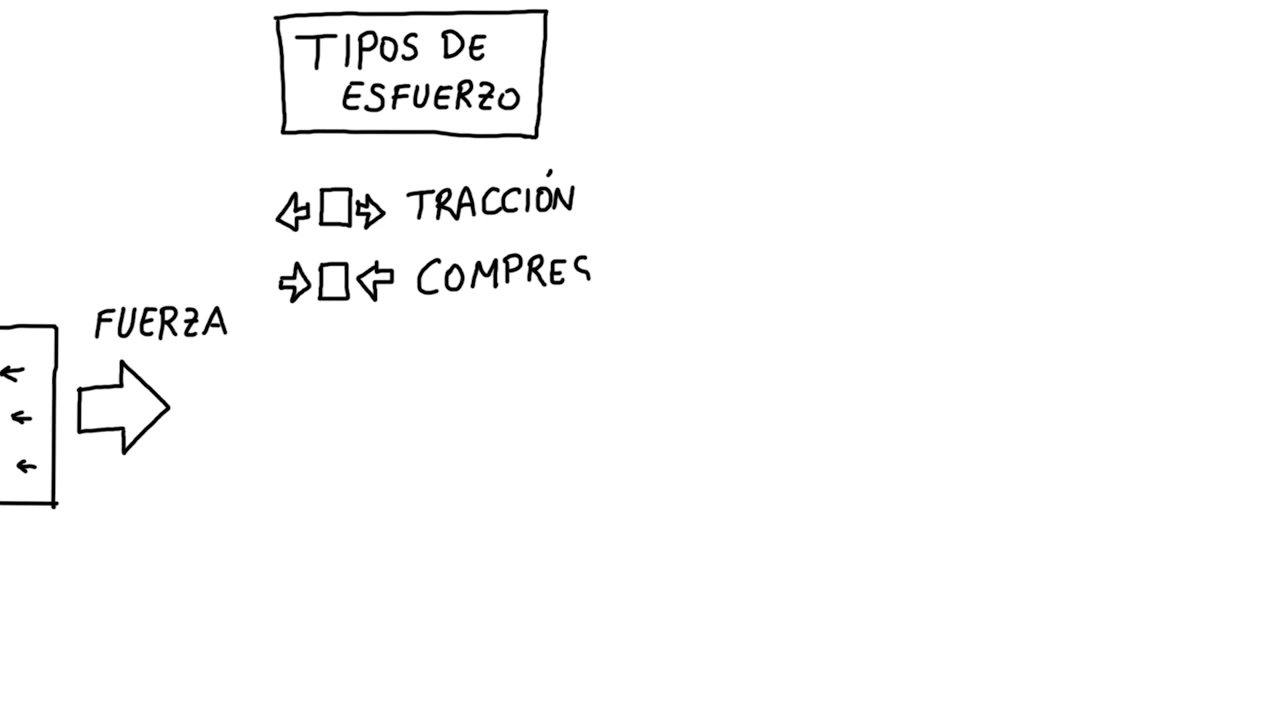 TIPOS DE
ESFUERZO
TRACCIÓN
COMPRES
FUERZA